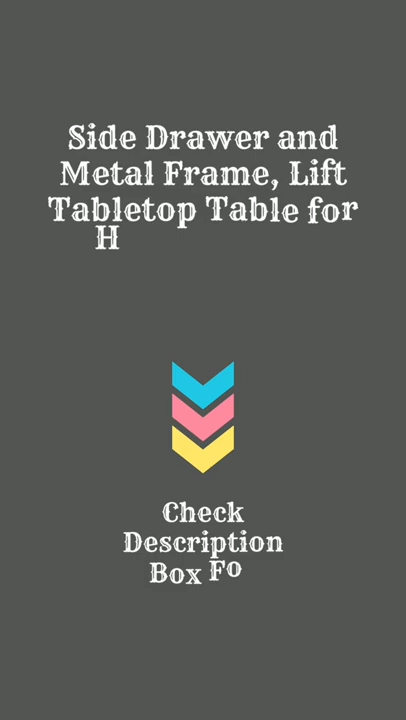 Side Drawer and
Metal Frame, Lift
Tabletop Table for
H
Check
Description
Box Fo